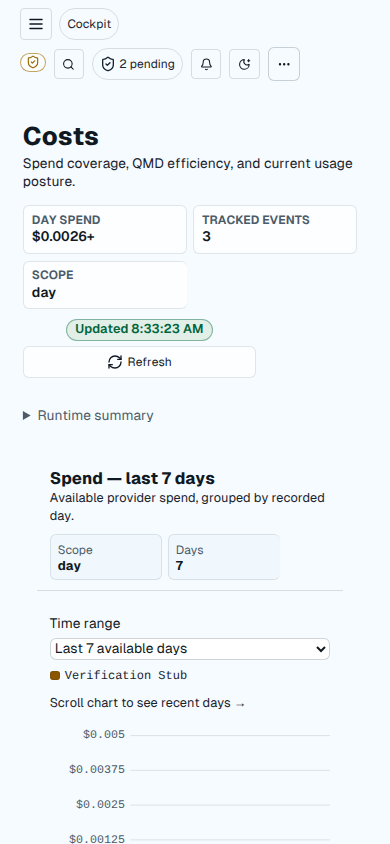 Cockpit
2 pending
Costs
Spend coverage, QMD efficiency, and current usage
posture.
DAY SPEND
$0.0026+
TRACKED EVENTS
3
SCOPE
day
Updated 8:33:23 AM
Refresh
Runtime summary
Spend — last 7 days
Available provider spend, grouped by recorded
day.
Scope
day
Days
7
Time range
Last 7 available days
Verification Stub
Scroll chart to see recent days →
$0.005
$0.00375
$0.0025
$0.00125